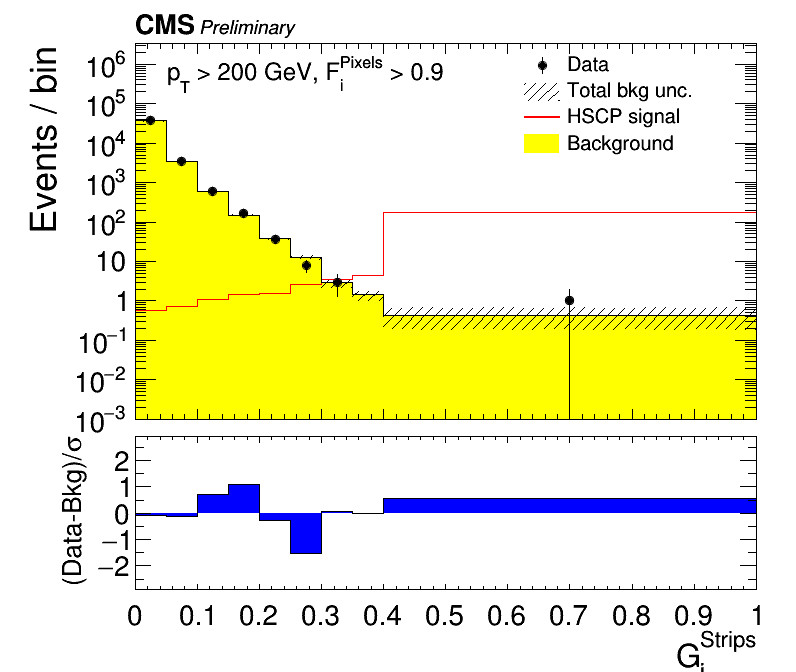 CMS Preliminary
p_T > 200 GeV, F_i^Pixels > 0.9
Data
Total bkg unc.
HSCP signal
Background
Events / bin
10^6
10^5
10^4
10^3
10^2
10
1
10^−1
10^−2
10^−3
(Data-Bkg)/σ
2
1
0
−1
−2
0 0.1 0.2 0.3 0.4 0.5 0.6 0.7 0.8 0.9 1
G_i^Strips